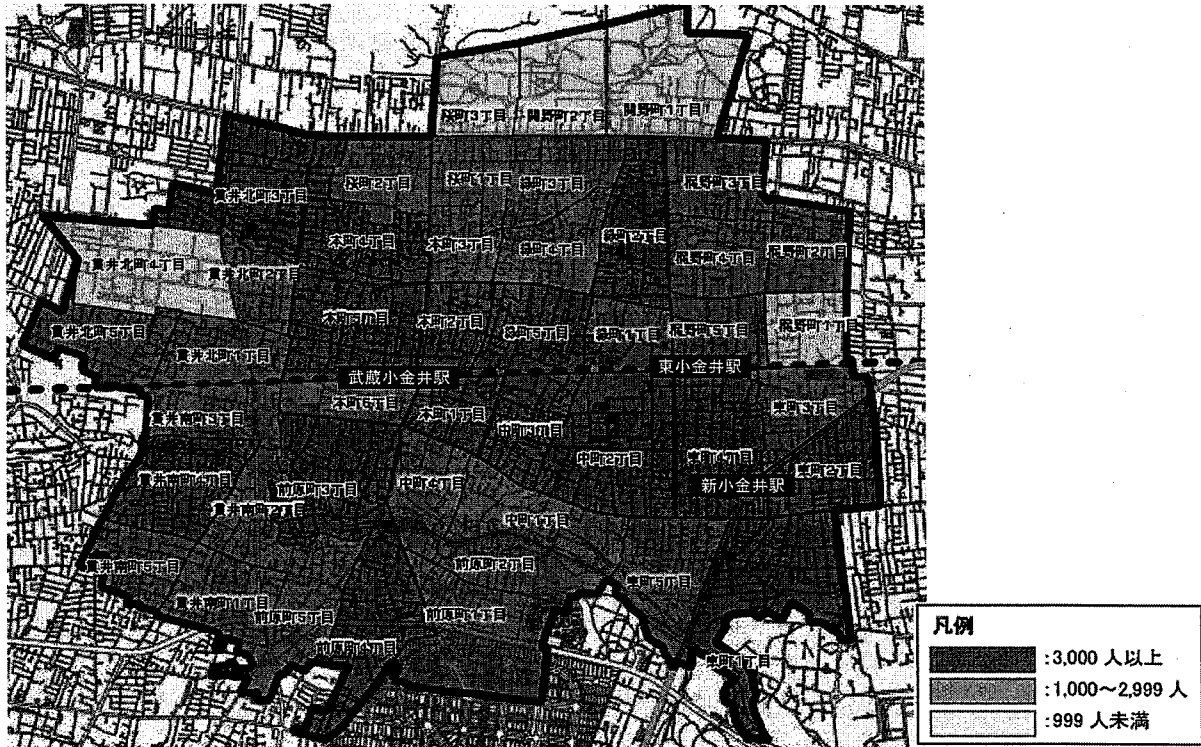 桜町3丁目
関野町2丁目
関野町1丁目
貫井北町3丁目
桜町2丁目
桜町1丁目
緑町3丁目
梶野町3丁目
本町4丁目
本町3丁目
緑町4丁目
緑町2丁目
梶野町4丁目
梶野町2丁目
貫井北町4丁目
貫井北町2丁目
本町5丁目
本町2丁目
緑町5丁目
緑町1丁目
梶野町5丁目
梶野町1丁目
貫井北町5丁目
貫井北町1丁目
武蔵小金井駅
東小金井駅
本町6丁目
本町1丁目
貫井南町3丁目
中町3丁目
東町3丁目
中町2丁目
東町4丁目
東町2丁目
貫井南町4丁目
前原町3丁目
中町4丁目
新小金井駅
貫井南町2丁目
中町1丁目
貫井南町5丁目
前原町2丁目
東町5丁目
貫井南町1丁目
前原町5丁目
前原町1丁目
前原町4丁目
東町1丁目
凡例
:3,000 人以上
:1,000～2,999 人
:999 人未満